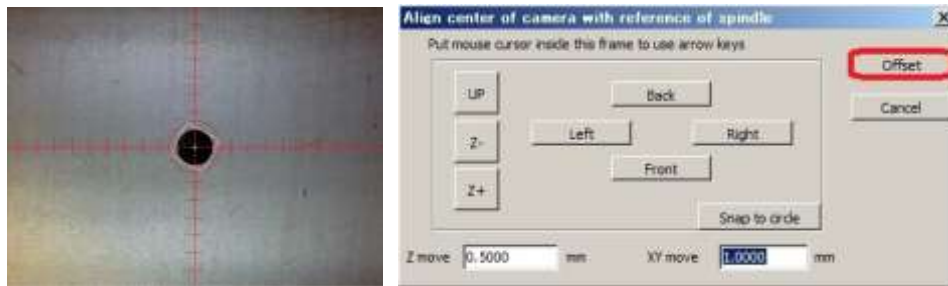 Align center of camera with reference of spindle
Put mouse cursor inside this frame to use arrow keys
Offset
UP
Back
Cancel
Z-
Left
Right
Front
Z+
Snap to circle
Z move 0.5000 mm XY move 1.0000 mm